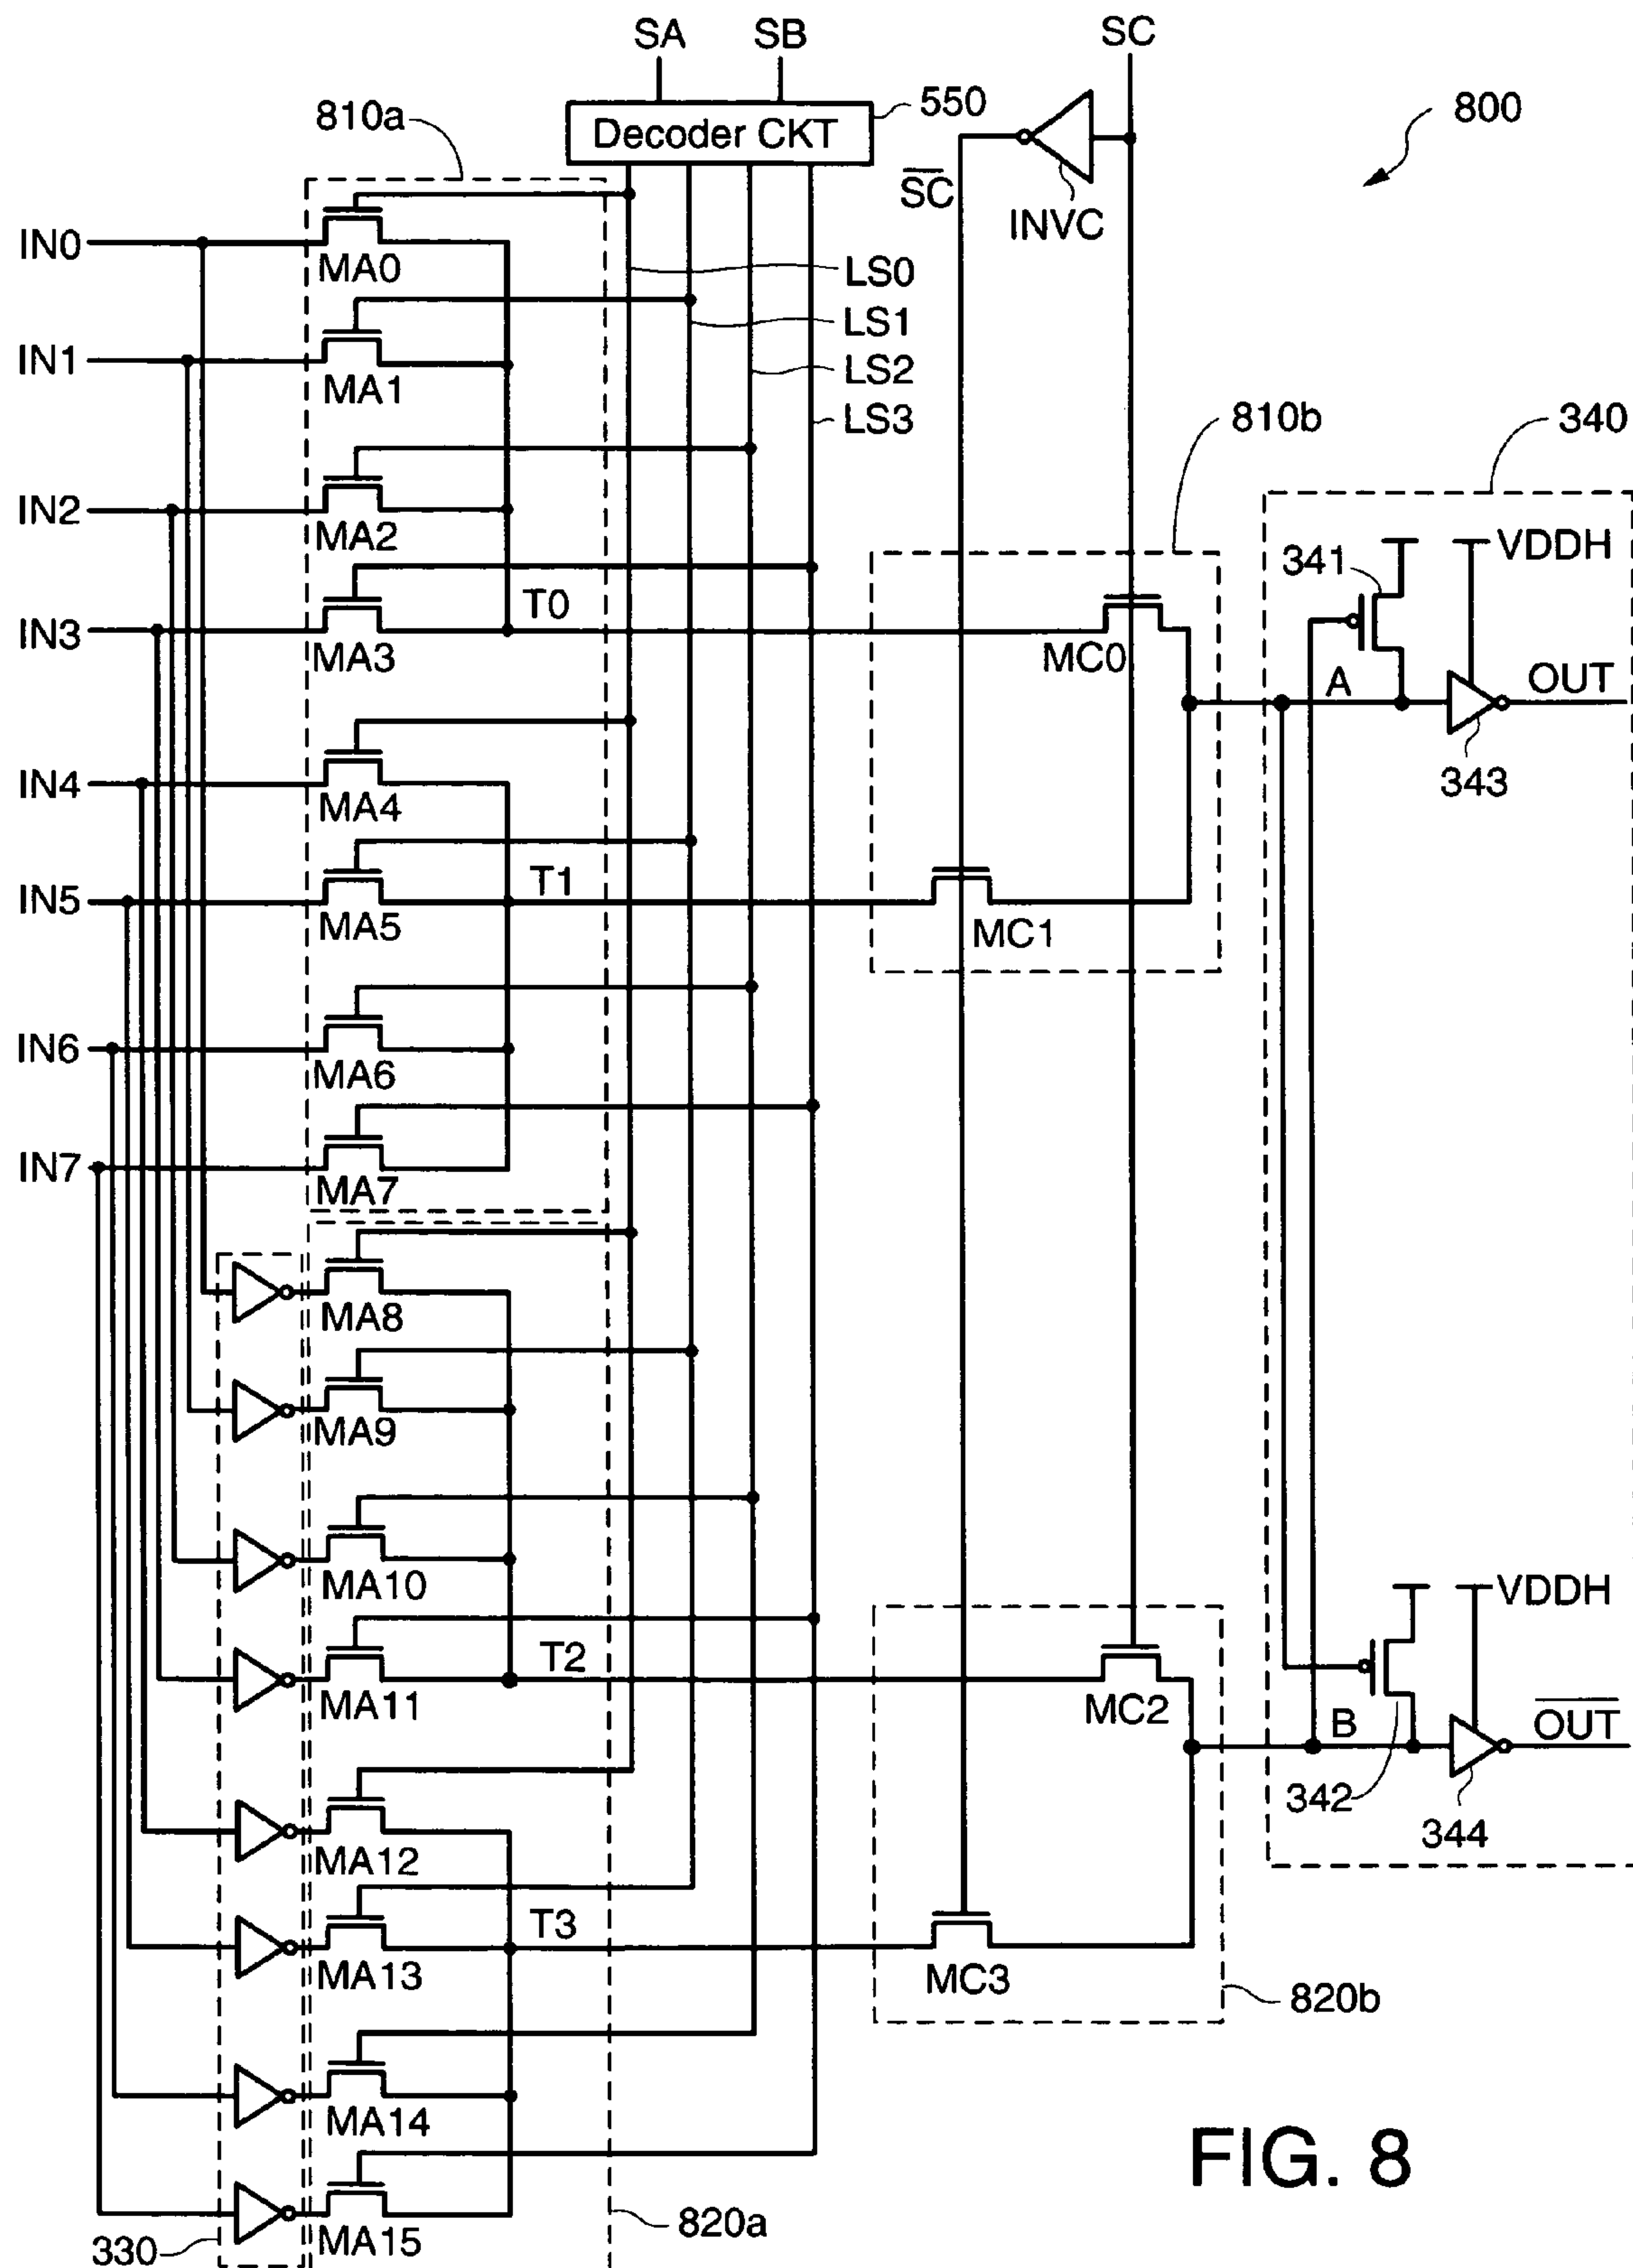 SA SB SC
810a
550
Decoder CKT
800
SC
INVC
IN0
MA0
LS0
IN1
MA1
LS1
LS2
LS3
810b
340
IN2
MA2
VDDH
341
T0
IN3
MA3
MC0
A
OUT
343
IN4
MA4
T1
IN5
MA5
MC1
IN6
MA6
IN7
MA7
MA8
MA9
MA10
VDDH
T2
MA11
MC2
B
OUT
342
344
MA12
T3
MA13
MC3
820b
MA14
FIG. 8
MA15
820a
330